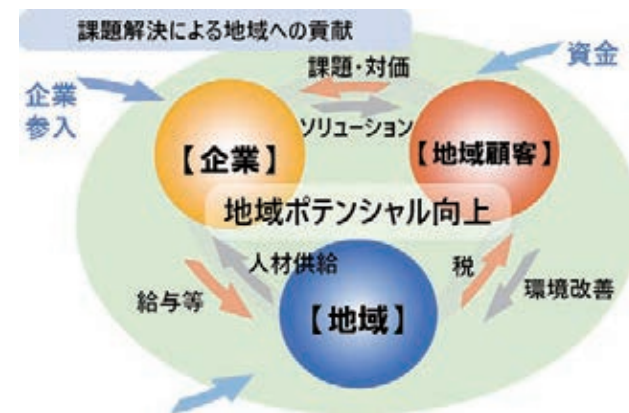 課題解決による地域への貢献
課題・対価
資金
企業
参入
ソリューション
【企業】
【地域顧客】
地域ポテンシャル向上
人材供給
税
給与等
環境改善
【地域】